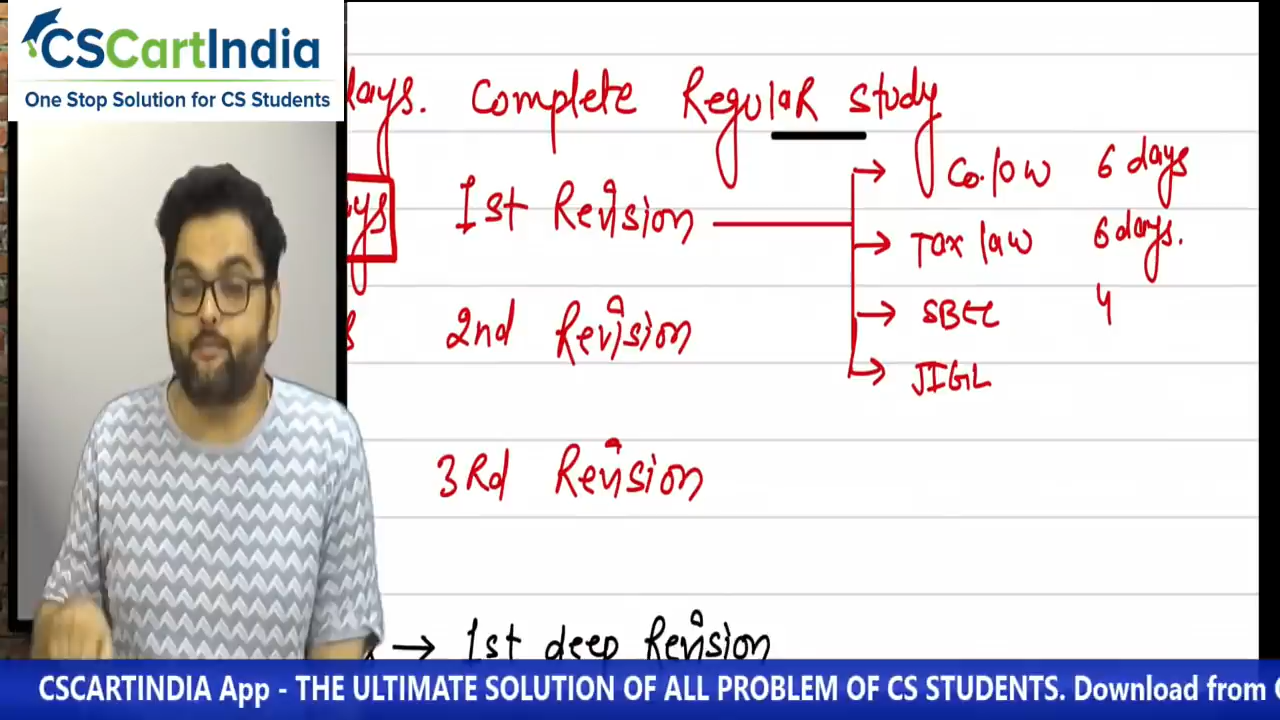 CSCartIndia
One Stop Solution for CS Students
days. Complete Regular study
Co. law 6 days
ays 1st Revision
Tax law 6 days.
SBEC 4
s 2nd Revision
JIGL
3Rd Revision
→ 1st deep Revision
CSCARTINDIA App - THE ULTIMATE SOLUTION OF ALL PROBLEM OF CS STUDENTS. Download from